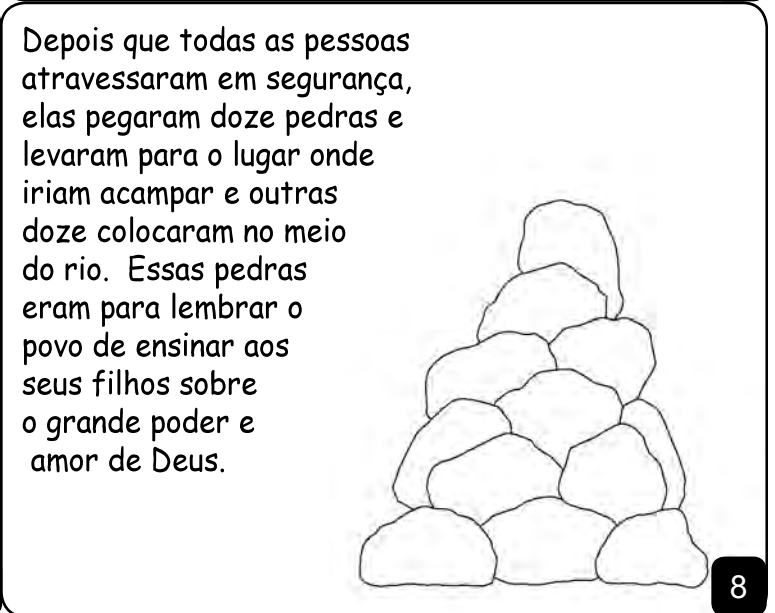 Depois que todas as pessoas
atravessaram em segurança,
elas pegaram doze pedras e
levaram para o lugar onde
iriam acampar e outras
doze colocaram no meio
do rio.  Essas pedras
eram para lembrar o
povo de ensinar aos
seus filhos sobre
o grande poder e
amor de Deus.
8